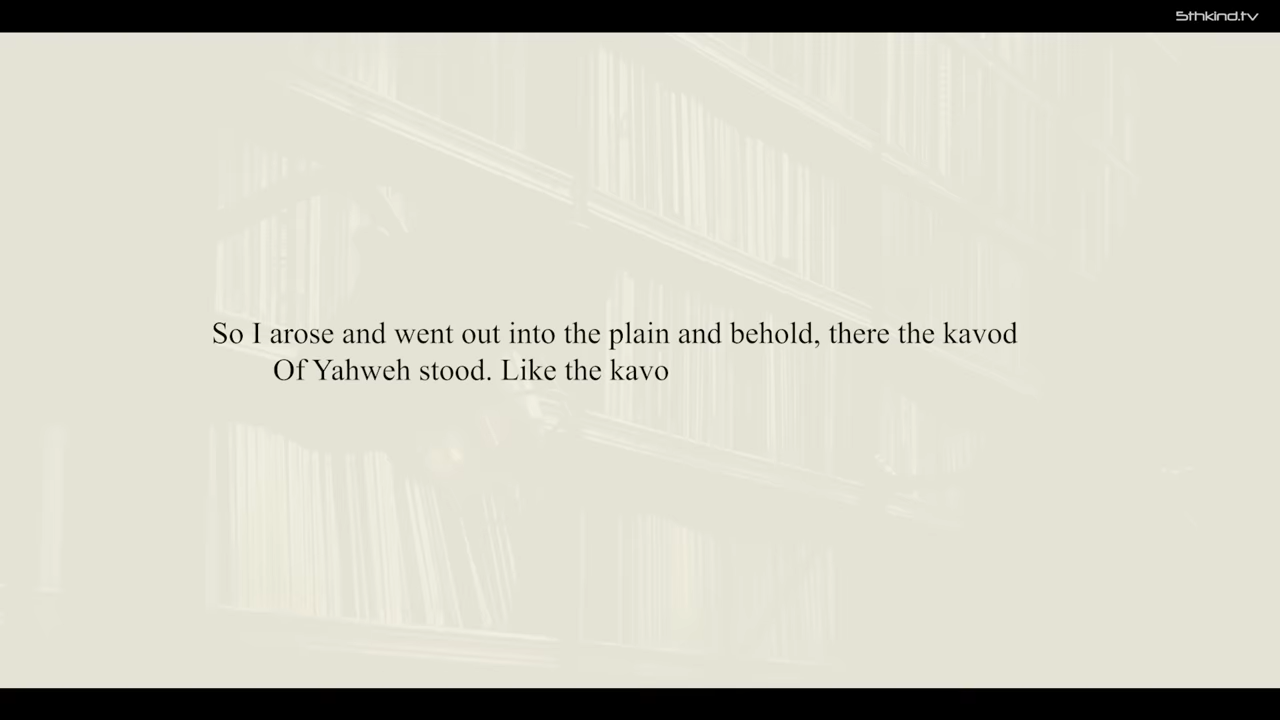 5thkind.tv
So I arose and went out into the plain and behold, there the kavod
Of Yahweh stood. Like the kavo